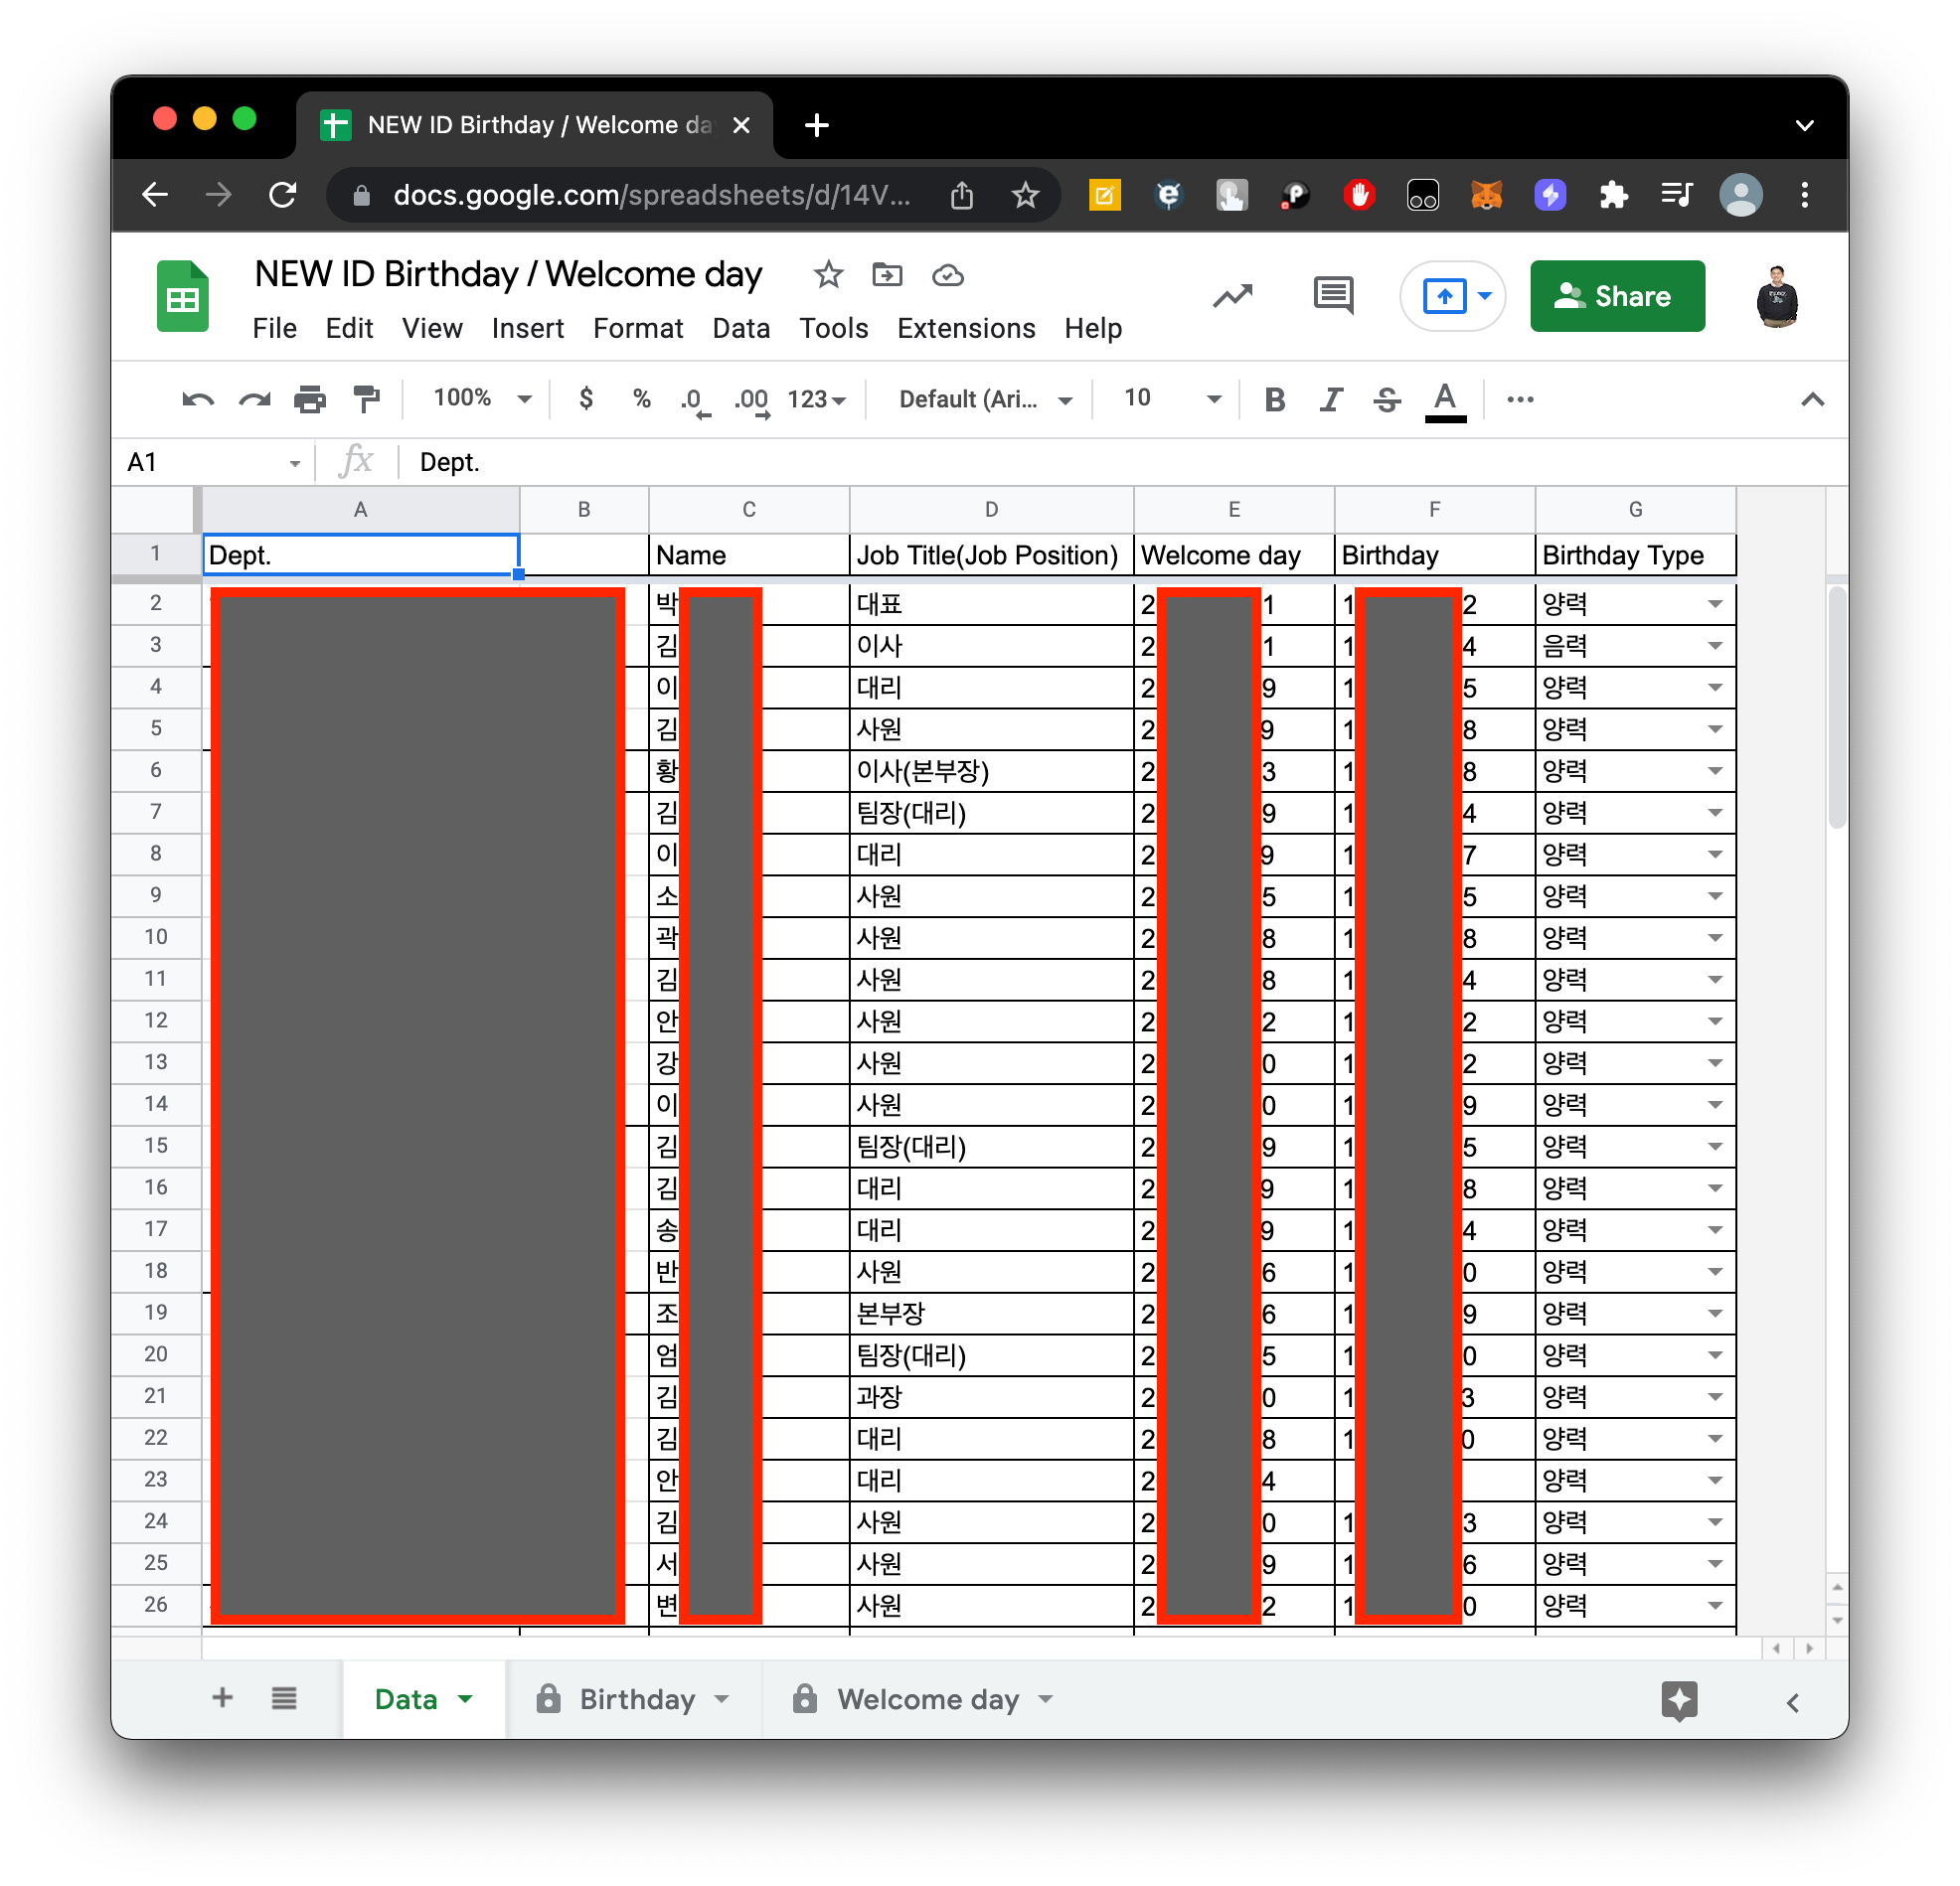 NEW ID Birthday / Welcome da
docs.google.com/spreadsheets/d/14V...
NEW ID Birthday / Welcome day
File Edit View Insert Format Data Tools Extensions Help
Share
100% $ % .0 .00 123 Default (Ari... 10 B I S A
A1 fx Dept.
A B C D E F G
1 Dept. Name Job Title(Job Position) Welcome day Birthday Birthday Type
2 박 대표 2 1 1 2 양력
3 김 이사 2 1 1 4 음력
4 이 대리 2 9 1 5 양력
5 김 사원 2 9 1 8 양력
6 황 이사(본부장) 2 3 1 8 양력
7 김 팀장(대리) 2 9 1 4 양력
8 이 대리 2 9 1 7 양력
9 소 사원 2 5 1 5 양력
10 곽 사원 2 8 1 8 양력
11 김 사원 2 8 1 4 양력
12 안 사원 2 2 1 2 양력
13 강 사원 2 0 1 2 양력
14 이 사원 2 0 1 9 양력
15 김 팀장(대리) 2 9 1 5 양력
16 김 대리 2 9 1 8 양력
17 송 대리 2 9 1 4 양력
18 반 사원 2 6 1 0 양력
19 조 본부장 2 6 1 9 양력
20 엄 팀장(대리) 2 5 1 0 양력
21 김 과장 2 0 1 3 양력
22 김 대리 2 8 1 0 양력
23 안 대리 2 4 양력
24 김 사원 2 0 1 3 양력
25 서 사원 2 9 1 6 양력
26 변 사원 2 2 1 0 양력
Data Birthday Welcome day